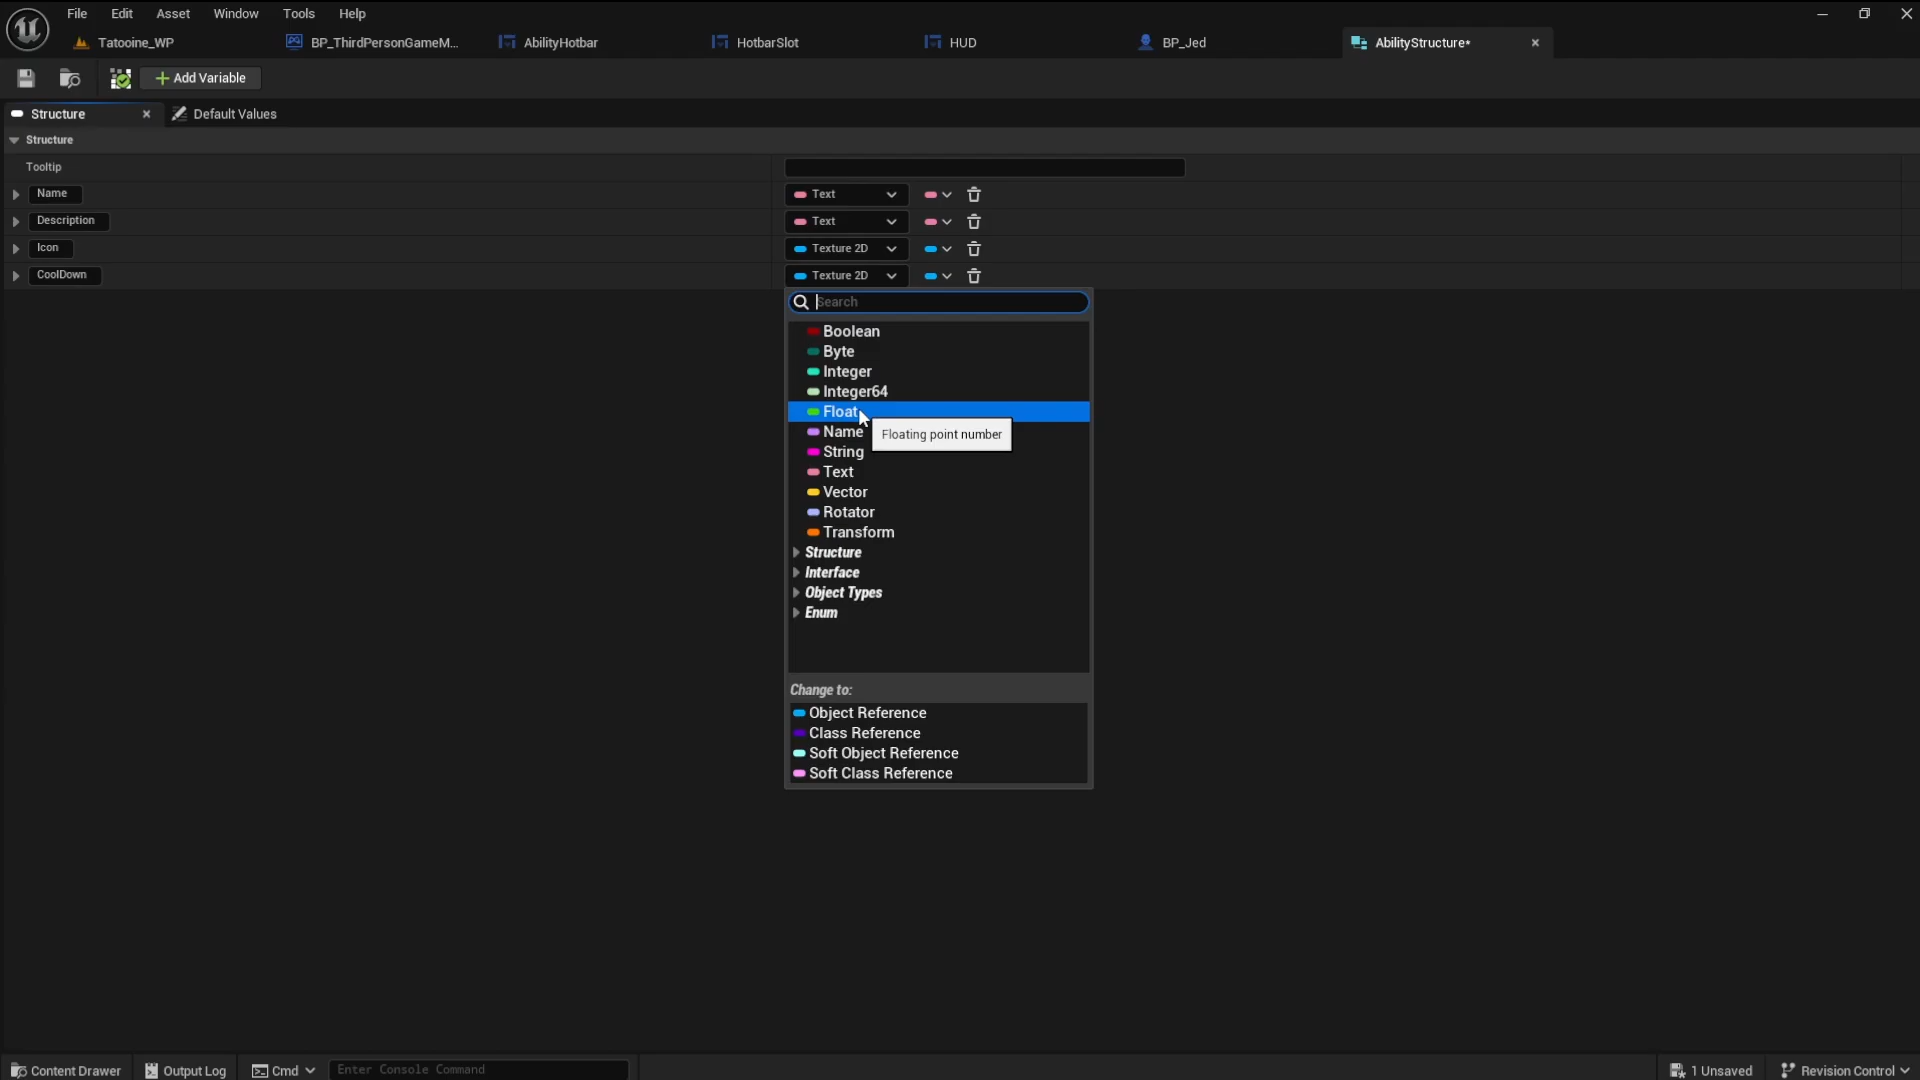 File Edit Asset Window Tools Help
Tatooine_WP BP_ThirdPersonGameM... AbilityHotbar HotbarSlot HUD BP_Jed AbilityStructure*
Add Variable
Structure Default Values
Structure
Tooltip
Name Text
Description Text
Icon Texture 2D
CoolDown Texture 2D
Search
Boolean
Byte
Integer
Integer64
Float
Name Floating point number
String
Text
Vector
Rotator
Transform
Structure
Interface
Object Types
Enum
Change to:
Object Reference
Class Reference
Soft Object Reference
Soft Class Reference
Content Drawer Output Log Cmd Enter Console Command 1 Unsaved Revision Control